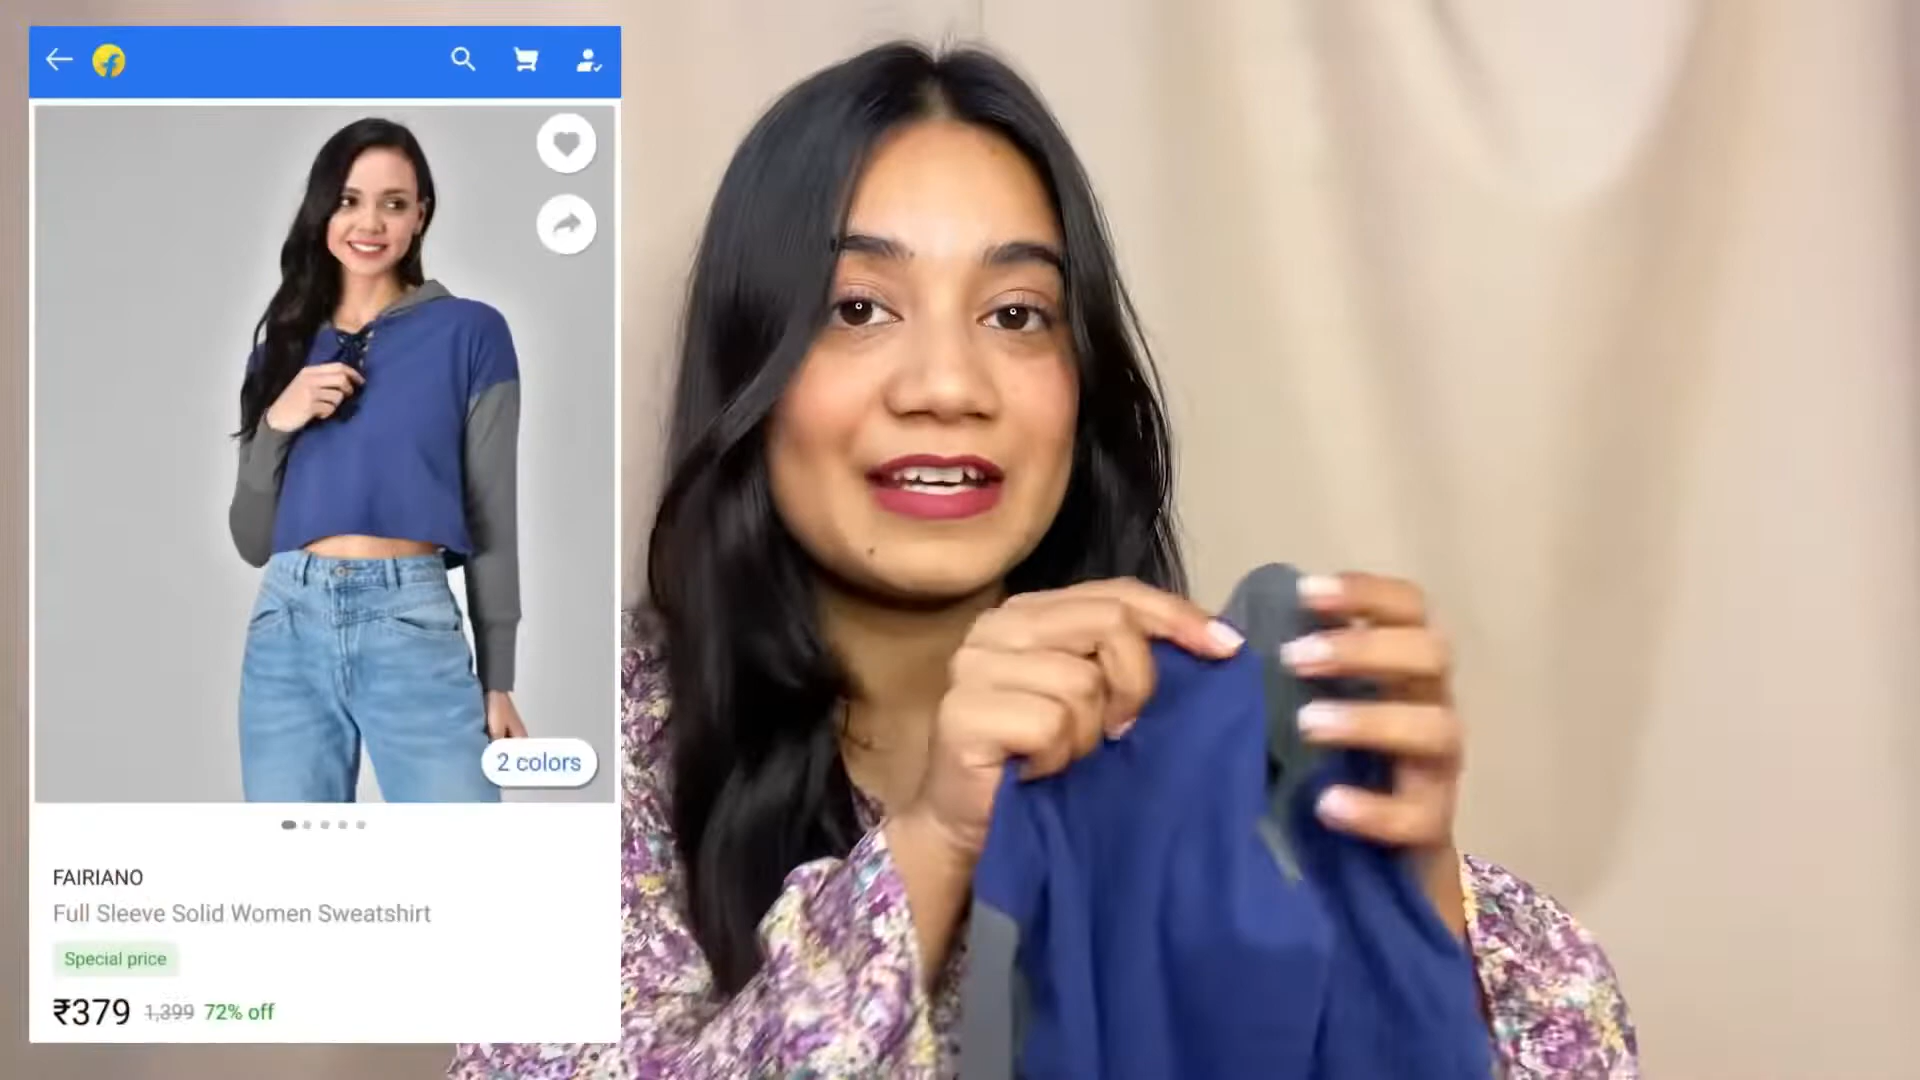 2 colors
FAIRIANO
Full Sleeve Solid Women Sweatshirt
Special price
₹379 1,399 72% off